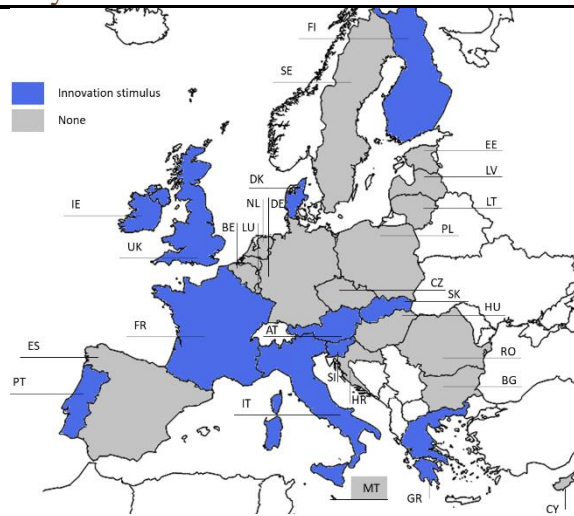 FI
SE
Innovation stimulus
None
EE
LV
DK
NL
DE
LT
IE
BE
LU
PL
UK
CZ
SK
HU
FR
AT
ES
RO
PT
SI
HR
BG
IT
MT
GR
CY